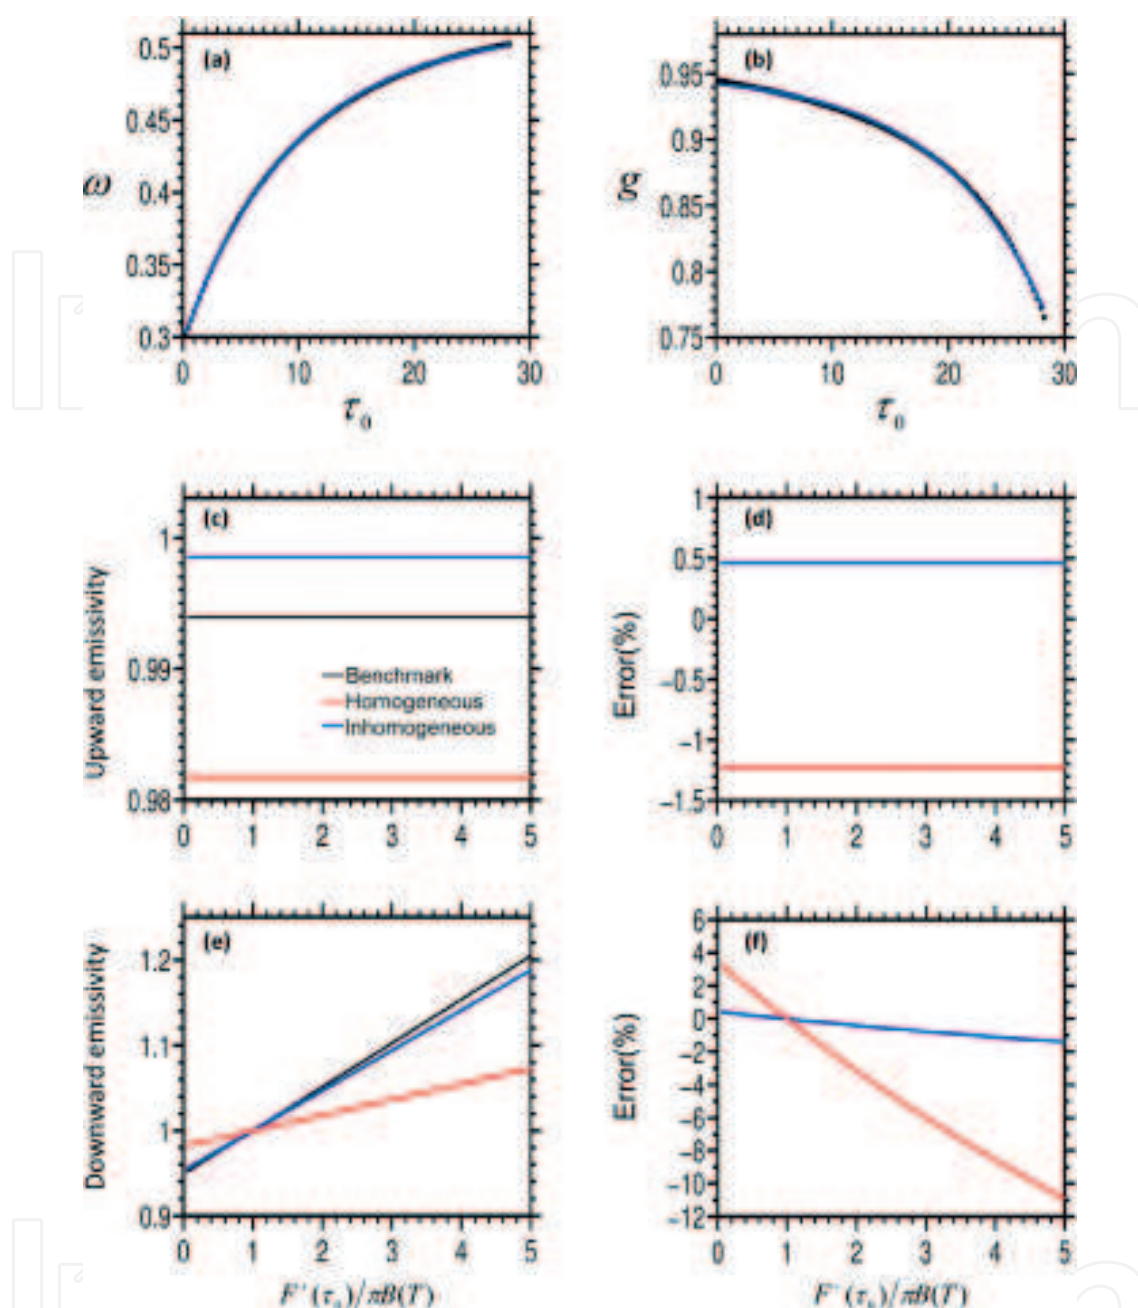 (a)
0.5
0.45
0.4
0.35
0.3
ω
0 10 20 30
τ₀
(b)
0.95
0.9
0.85
0.8
0.75
g
0 10 20 30
τ₀
(c)
1
0.99
0.98
Upward emissivity
Benchmark
Homogeneous
Inhomogeneous
0 1 2 3 4 5
(d)
1
0.5
0
−0.5
−1
−1.5
Error(%)
0 1 2 3 4 5
(e)
1.2
1.1
1
0.9
Downward emissivity
0 1 2 3 4 5
(f)
6
4
2
0
−2
−4
−6
−8
−10
−12
Error(%)
0 1 2 3 4 5
/πB(T)
/πB(T)